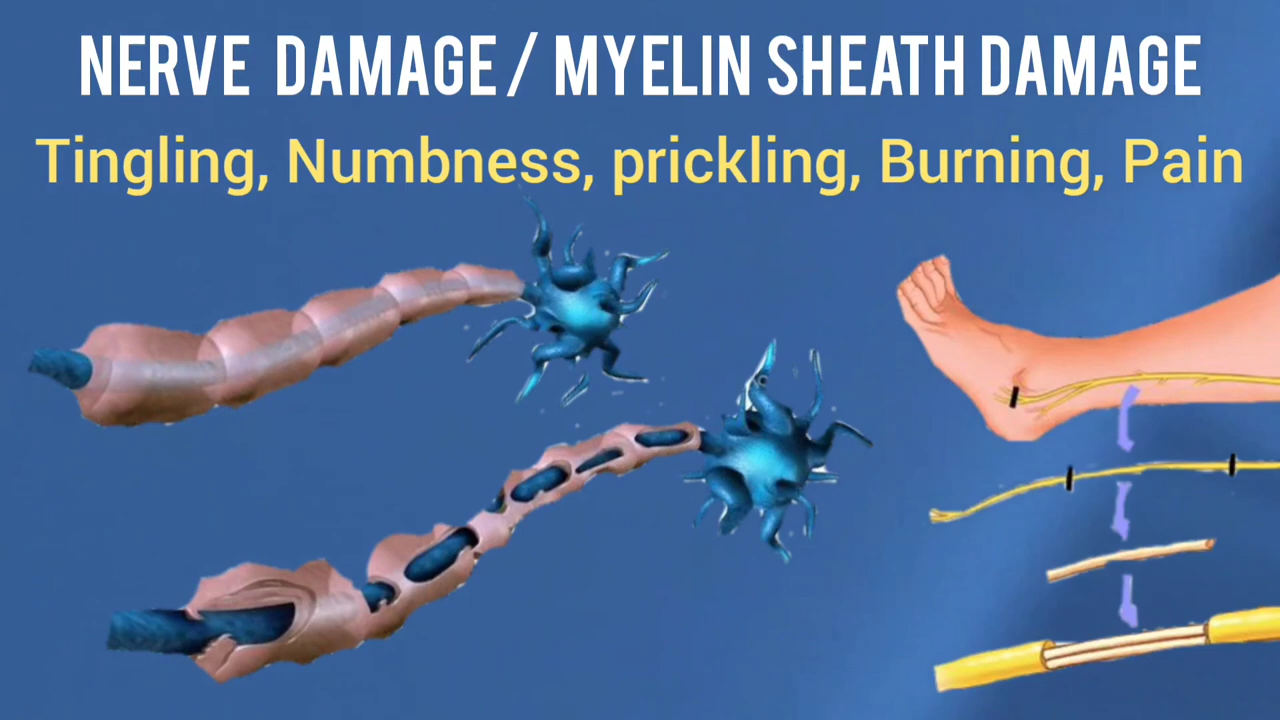 NERVE DAMAGE / MYELIN SHEATH DAMAGE
Tingling, Numbness, prickling, Burning, Pain